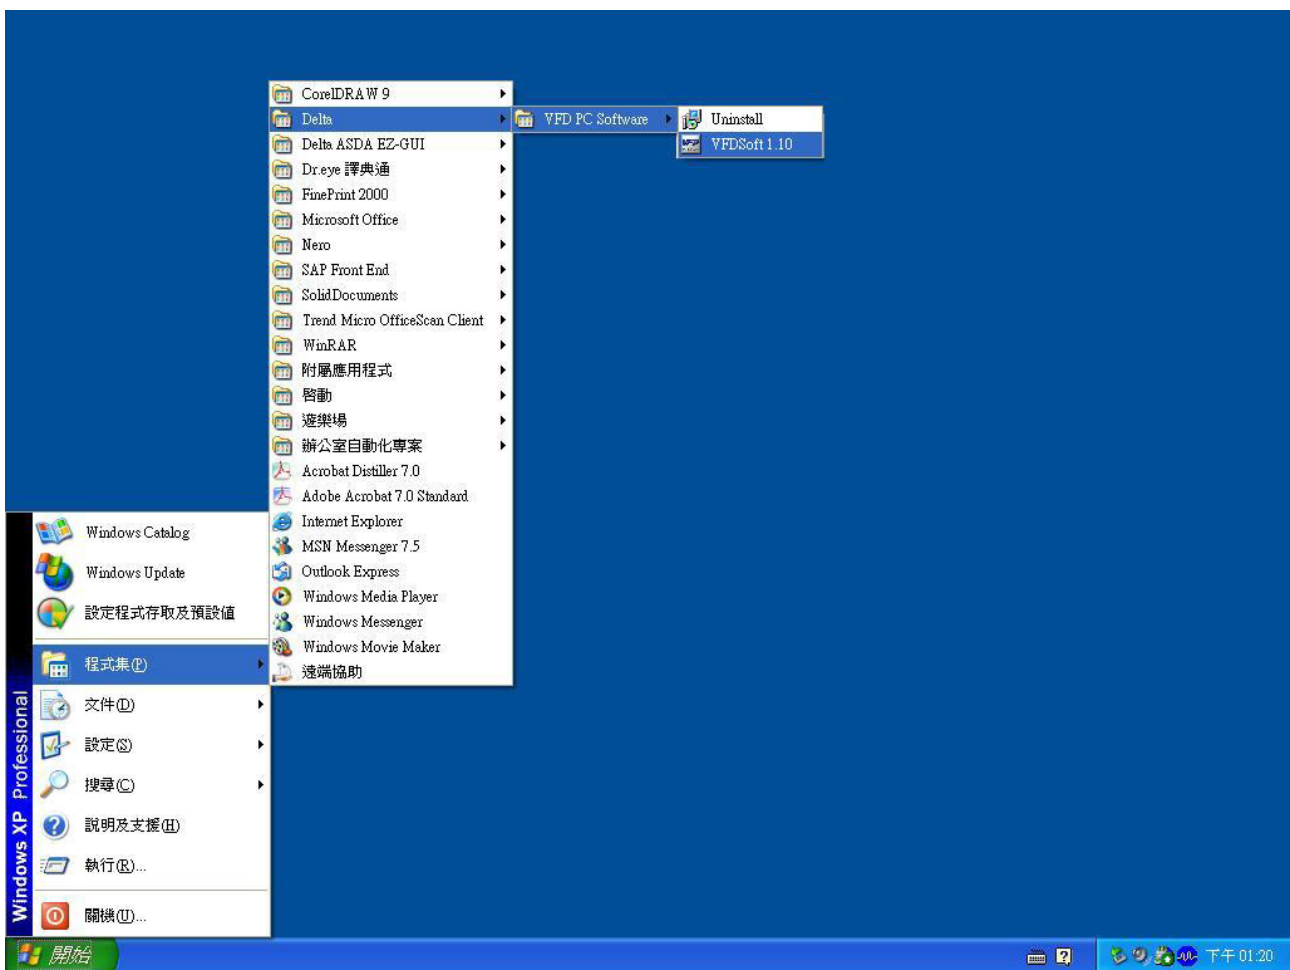 CorelDRAW 9
Delta
Delta ASDA EZ-GUI
Dr.eye 譯典通
FinePrint 2000
Microsoft Office
Nero
SAP Front End
SolidDocuments
Trend Micro OfficeScan Client
WinRAR
附屬應用程式
啓動
遊樂場
辦公室自動化專案
Acrobat Distiller 7.0
Adobe Acrobat 7.0 Standard
Internet Explorer
MSN Messenger 7.5
Outlook Express
Windows Media Player
Windows Messenger
Windows Movie Maker
遠端協助
VFD PC Software
Uninstall
VFDSoft 1.10
Windows Catalog
Windows Update
設定程式存取及預設值
程式集(P)
文件(D)
設定(S)
搜尋(C)
說明及支援(H)
執行(R)...
關機(U)...
Windows XP Professional
開始
下午 01:20